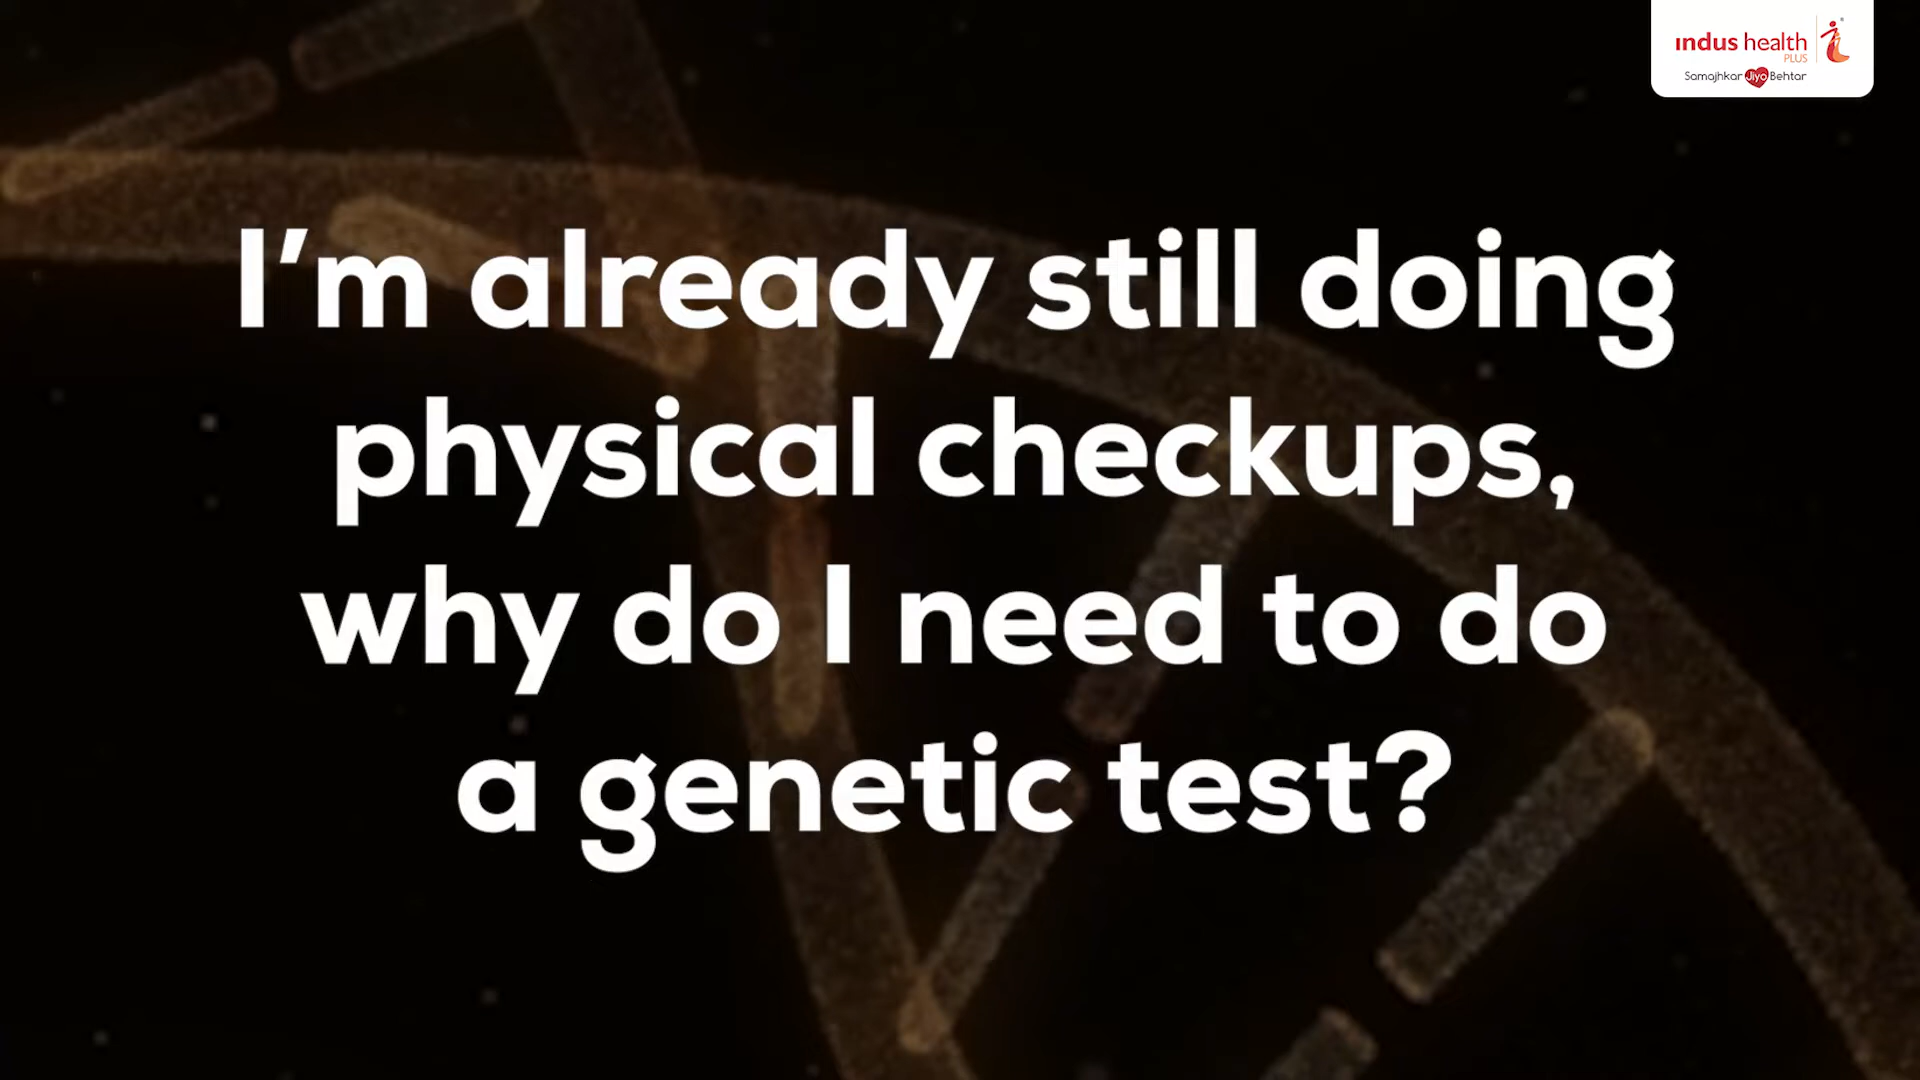 indus health
PLUS
Samajhkar Jiyo Behtar
I’m already still doing
physical checkups,
why do I need to do
a genetic test?